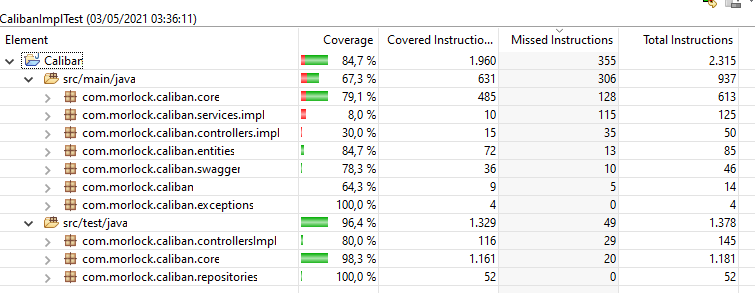 CalibanImplTest (03/05/2021 03:36:11)
Element Coverage Covered Instructio... Missed Instructions Total Instructions
Caliban 84,7 % 1.960 355 2.315
src/main/java 67,3 % 631 306 937
com.morlock.caliban.core 79,1 % 485 128 613
com.morlock.caliban.services.impl 8,0 % 10 115 125
com.morlock.caliban.controllers.impl 30,0 % 15 35 50
com.morlock.caliban.entities 84,7 % 72 13 85
com.morlock.caliban.swagger 78,3 % 36 10 46
com.morlock.caliban 64,3 % 9 5 14
com.morlock.caliban.exceptions 100,0 % 4 0 4
src/test/java 96,4 % 1.329 49 1.378
com.morlock.caliban.controllersImpl 80,0 % 116 29 145
com.morlock.caliban.core 98,3 % 1.161 20 1.181
com.morlock.caliban.repositories 100,0 % 52 0 52